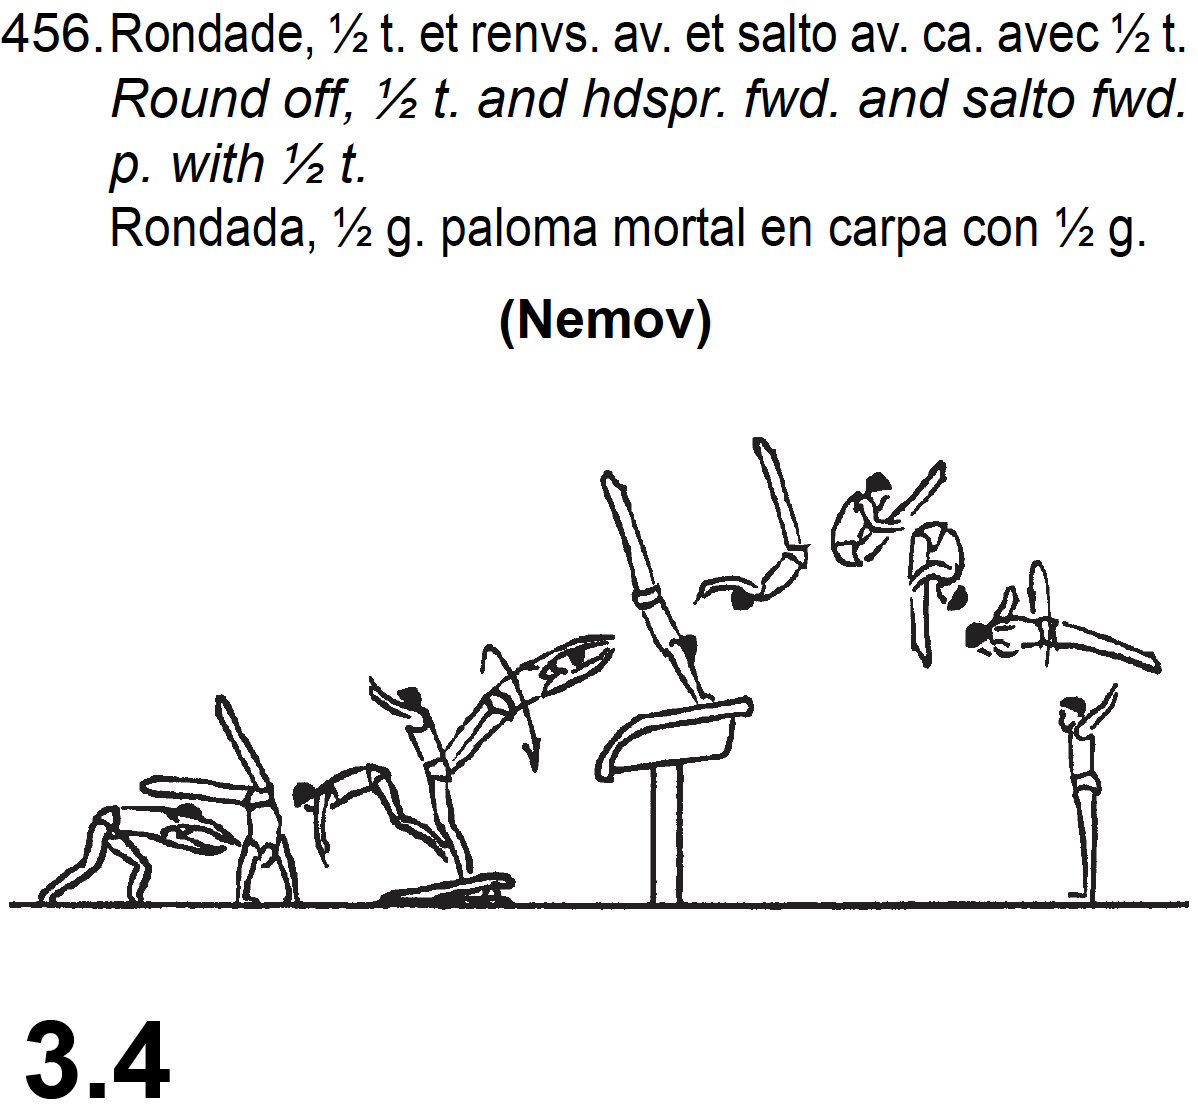 456. Rondade, ½ t. et renvs. av. et salto av. ca. avec ½ t.
Round off, ½ t. and hdspr. fwd. and salto fwd.
p. with ½ t.
Rondada, ½ g. paloma mortal en carpa con ½ g.
(Nemov)
3.4